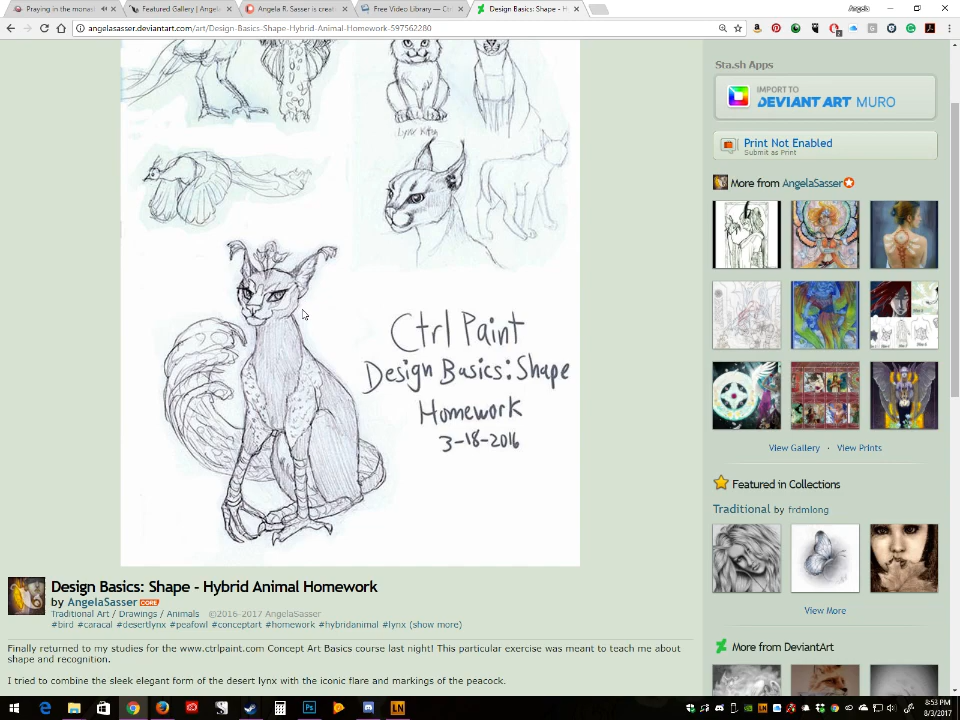 Praying in the monast
Featured Gallery | Angela
Angela R. Sasser is creat
Free Video Library — Ctr
Design Basics: Shape - H
Angela
angelasasser.deviantart.com/art/Design-Basics-Shape-Hybrid-Animal-Homework-597562280
Lynx Kitten
Ctrl Paint
Design Basics: Shape
Homework
3-18-2016
Sta.sh Apps
IMPORT TO
DEVIANT ART MURO
Print Not Enabled
Submit as Print
More from AngelaSasser
View Gallery · View Prints
Featured in Collections
Traditional by frdmlong
View More
More from DeviantArt
Design Basics: Shape - Hybrid Animal Homework
by AngelaSasser CORE
Traditional Art / Drawings / Animals ©2016-2017 AngelaSasser
#bird #caracal #desertlynx #peafowl #conceptart #homework #hybridanimal #lynx (show more)
Finally returned to my studies for the www.ctrlpaint.com Concept Art Basics course last night! This particular exercise was meant to teach me about
shape and recognition.
I tried to combine the sleek elegant form of the desert lynx with the iconic flare and markings of the peacock.
Ps
LN
8:53 PM
8/3/2017